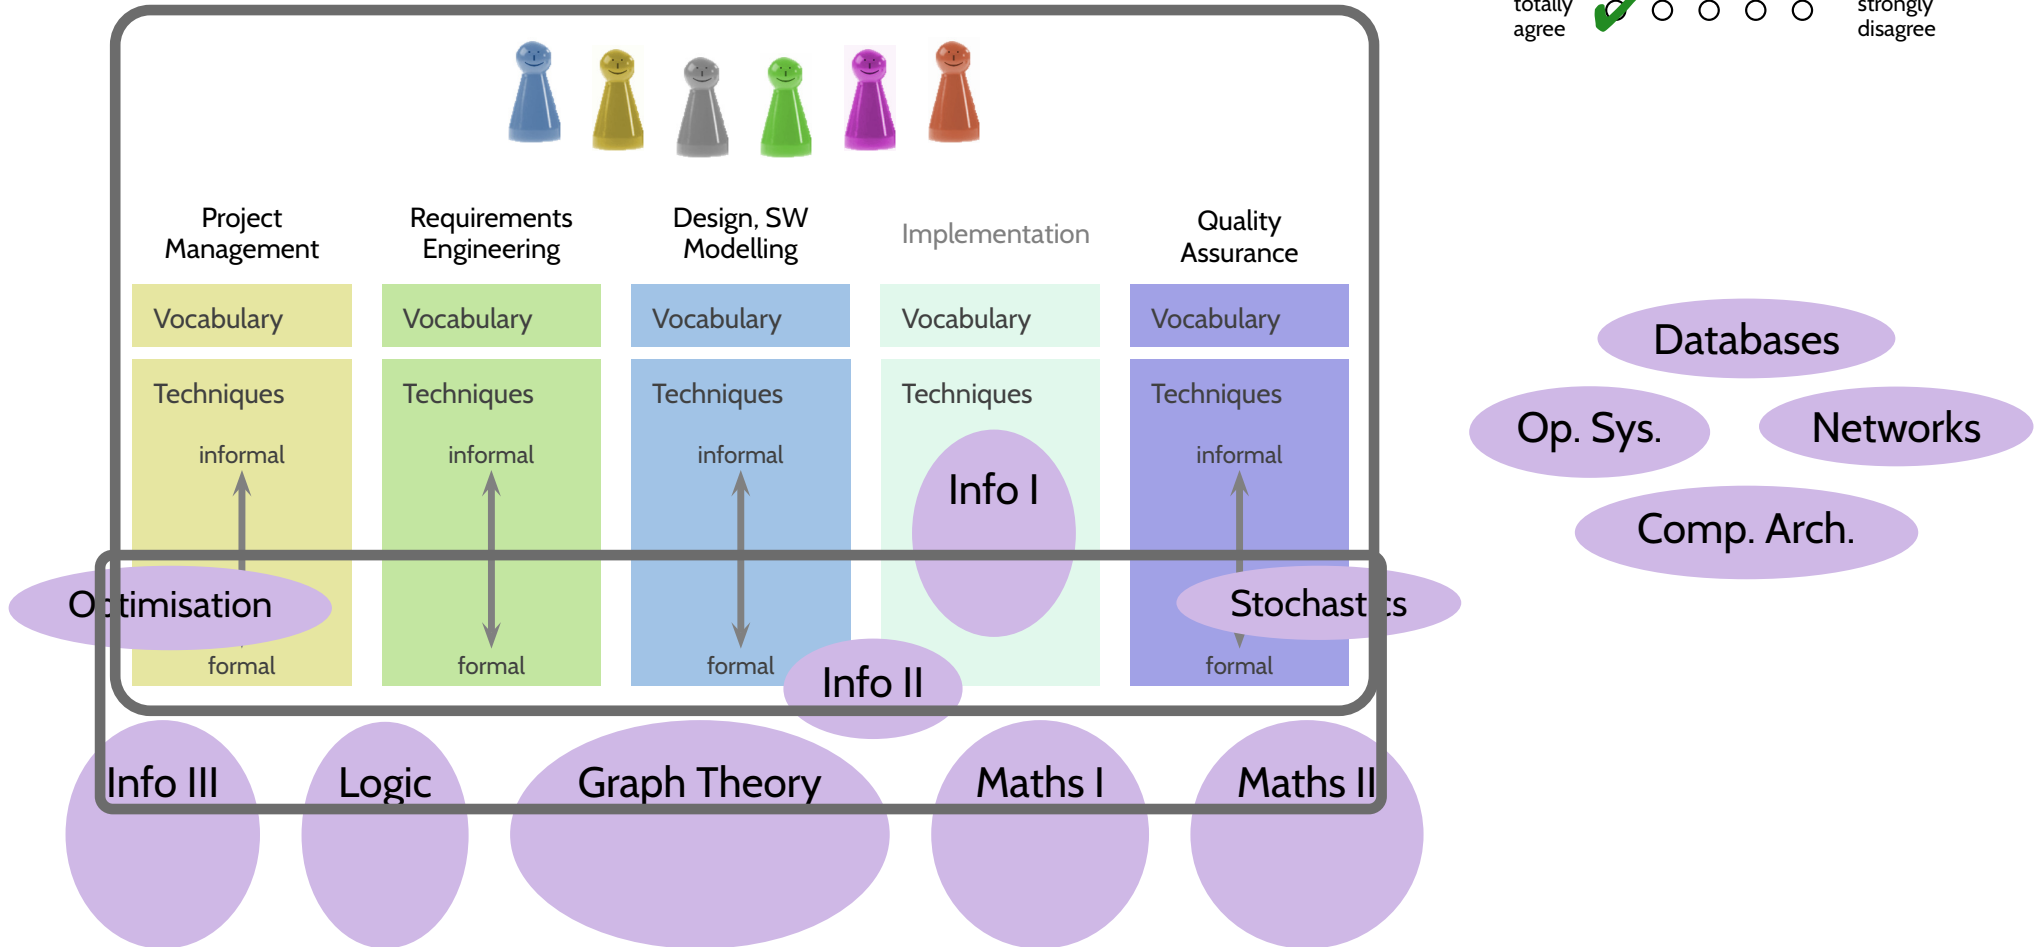 totally
agree
strongly
disagree
Project
Management
Requirements
Engineering
Design, SW
Modelling
Implementation
Quality
Assurance
Vocabulary
Vocabulary
Vocabulary
Vocabulary
Vocabulary
Techniques
Techniques
Techniques
Techniques
Techniques
informal
informal
informal
informal
Info I
Optimisation
Stochastics
formal
formal
formal
formal
Info II
Info III
Logic
Graph Theory
Maths I
Maths II
Databases
Op. Sys.
Networks
Comp. Arch.